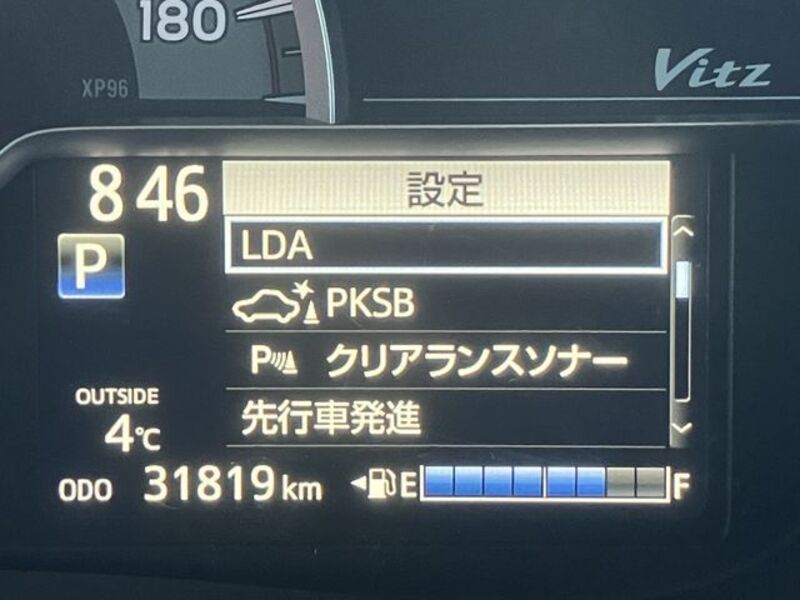 180
XP96
Vitz
8 46
設定
P
LDA
PKSB
P クリアランスソナー
先行車発進
OUTSIDE
4℃
ODO 31819 km
E F